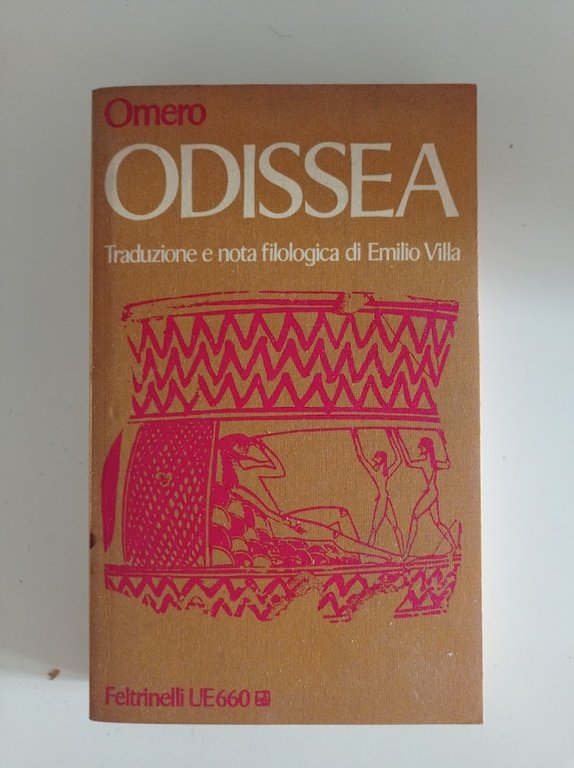 Omero
ODISSEA
Traduzione e nota filologica di Emilio Villa
Feltrinelli UE660